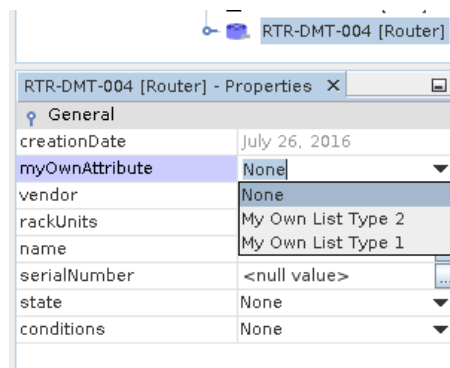 RTR-DMT-004 [Router]
RTR-DMT-004 [Router] - Properties
General
creationDate July 26, 2016
myOwnAttribute None
vendor None
rackUnits My Own List Type 2
name My Own List Type 1
serialNumber <null value> ...
state None
conditions None